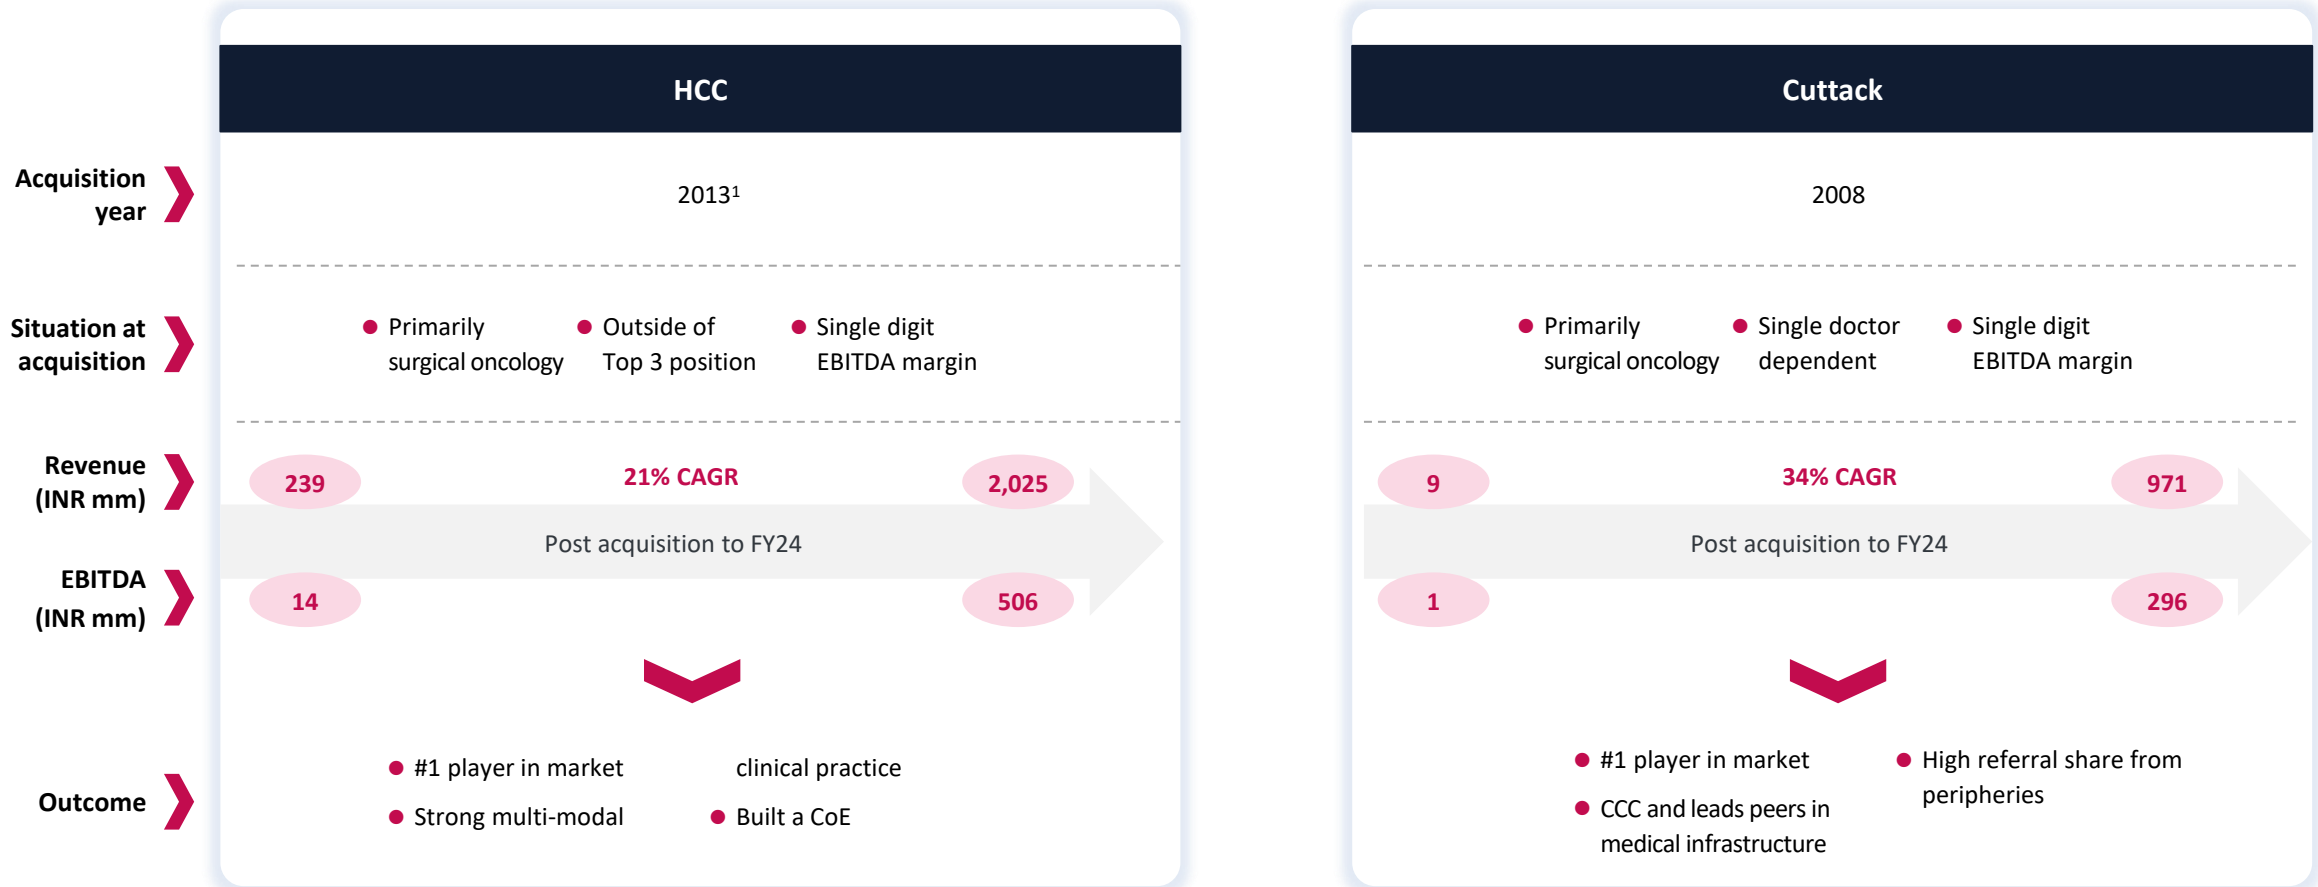 HCC
Cuttack
Acquisition
year
2013¹
2008
Situation at
acquisition
Primarily
surgical oncology
Outside of
Top 3 position
Single digit
EBITDA margin
Primarily
surgical oncology
Single doctor
dependent
Single digit
EBITDA margin
Revenue
(INR mm)
239
21% CAGR
2,025
9
34% CAGR
971
Post acquisition to FY24
Post acquisition to FY24
EBITDA
(INR mm)
14
506
1
296
Outcome
#1 player in market
Strong multi-modal
clinical practice
Built a CoE
#1 player in market
CCC and leads peers in
medical infrastructure
High referral share from
peripheries